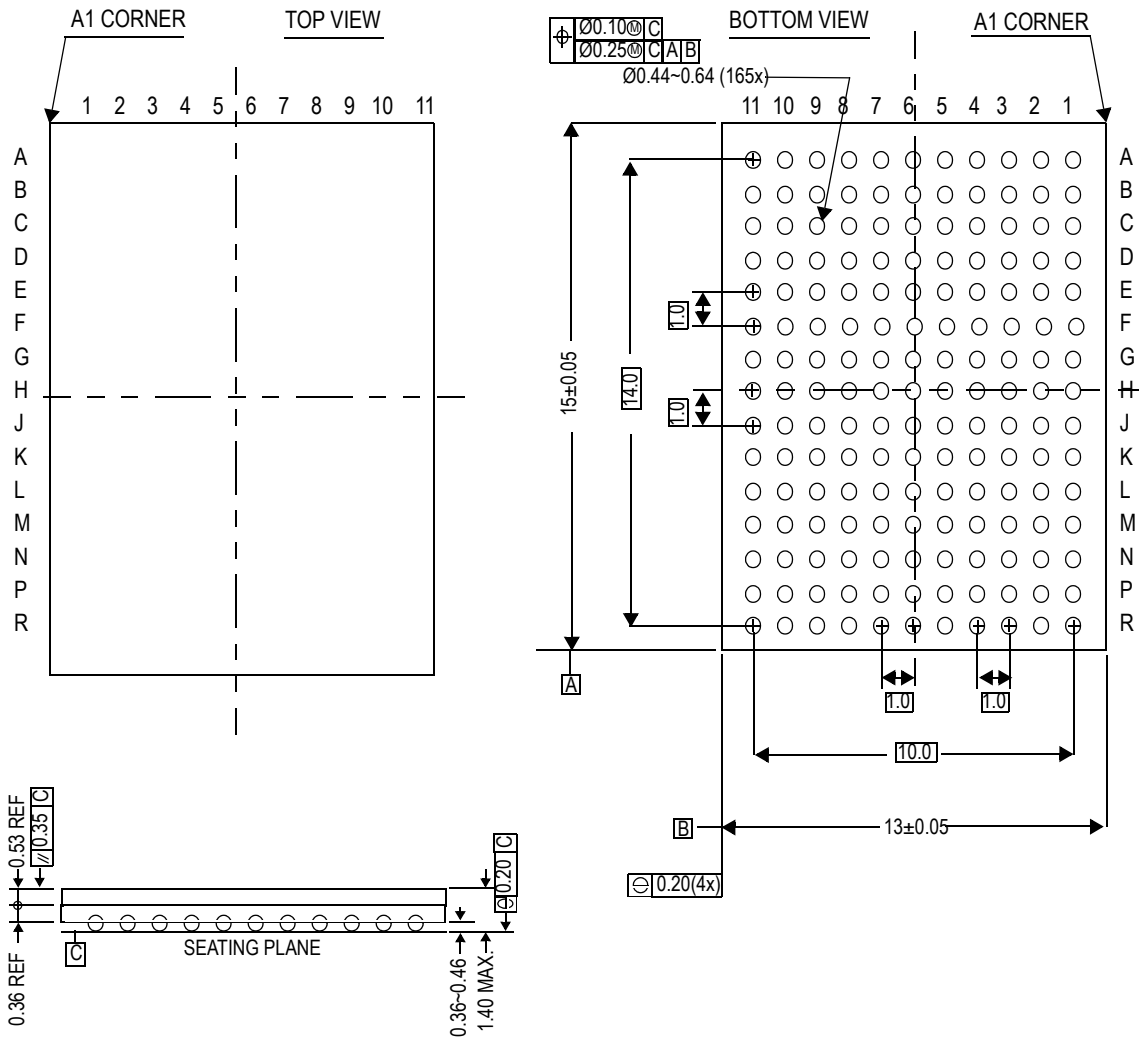 A1 CORNER
TOP VIEW
1 2 3 4 5 6 7 8 9 10 11
A
B
C
D
E
F
G
H
J
K
L
M
N
P
R
BOTTOM VIEW
A1 CORNER
⌖ Ø0.10Ⓜ C
Ø0.25Ⓜ C A B
Ø0.44~0.64 (165x)
11 10 9 8 7 6 5 4 3 2 1
A
B
C
D
E
F
G
H
J
K
L
M
N
P
R
15±0.05
14.0
1.0
1.0
A
1.0
1.0
10.0
B
13±0.05
0.20(4x)
0.53 REF
// 0.35 C
0.36 REF
C
SEATING PLANE
0.36~0.46
1.40 MAX.
0.20 C